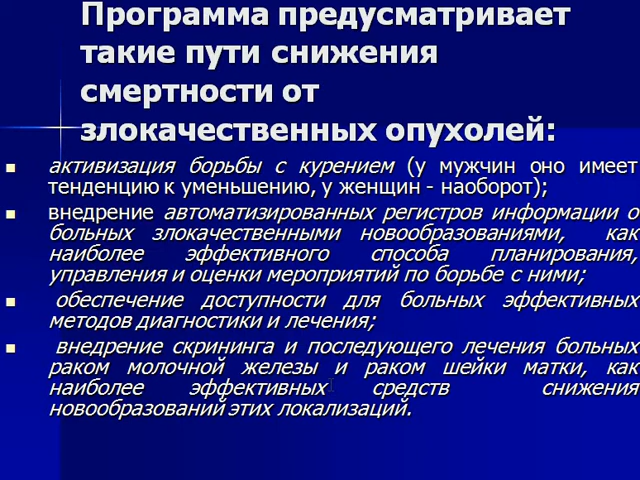 Программа предусматривает
такие пути снижения
смертности от
злокачественных опухолей:
активизация борьбы с курением (у мужчин оно имеет
тенденцию к уменьшению, у женщин - наоборот);
внедрение автоматизированных регистров информации о
больных злокачественными новообразованиями, как
наиболее эффективного способа планирования,
управления и оценки мероприятий по борьбе с ними;
обеспечение доступности для больных эффективных
методов диагностики и лечения;
внедрение скрининга и последующего лечения больных
раком молочной железы и раком шейки матки, как
наиболее эффективных средств снижения
новообразований этих локализаций.